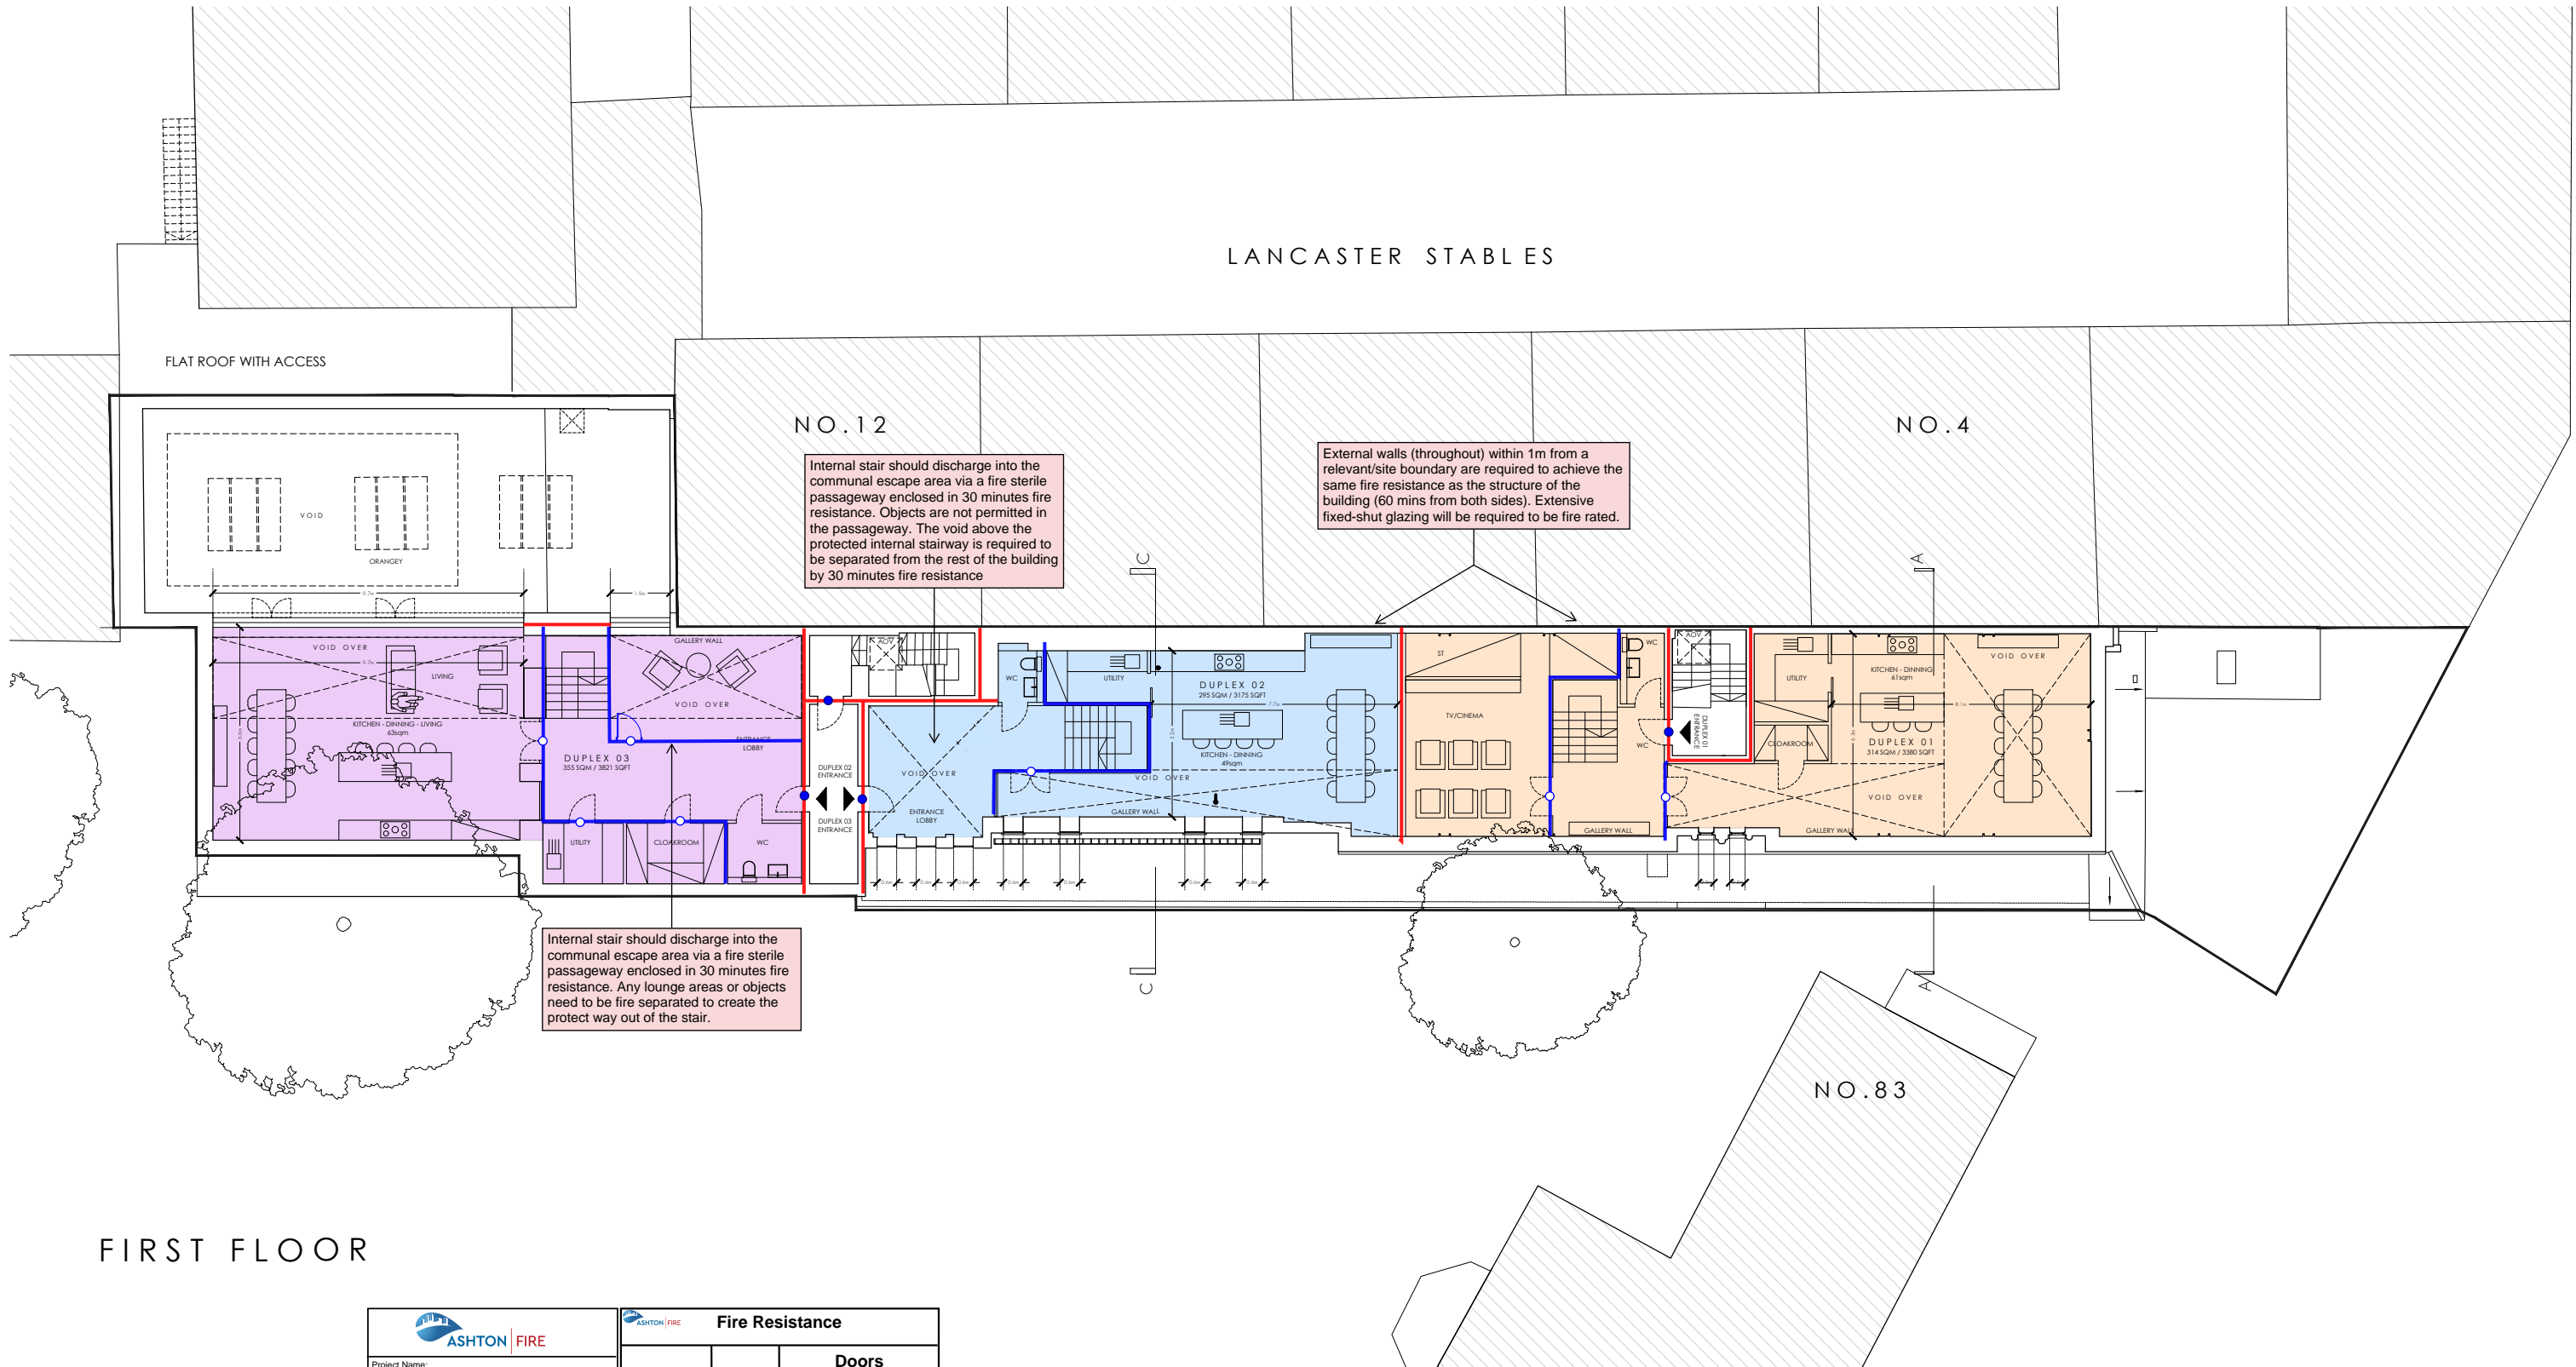 LANCASTER STABLES
FLAT ROOF WITH ACCESS
NO.12
NO.4
Internal stair should discharge into the
communal escape area via a fire sterile
passageway enclosed in 30 minutes fire
resistance. Objects are not permitted in
the passageway. The void above the
protected internal stairway is required to
be separated from the rest of the building
by 30 minutes fire resistance
External walls (throughout) within 1m from a
relevant/site boundary are required to achieve the
same fire resistance as the structure of the
building (60 mins from both sides). Extensive
fixed-shut glazing will be required to be fire rated.
VOID
ORANGEY
C
A
9.7m
1.9m
VOID OVER
9.7m
LIVING
KITCHEN - DINNING - LIVING
63sqm
GALLERY WALL
VOID OVER
ENTRANCE
LOBBY
DUPLEX 03
355 SQM / 3821 SQFT
UTILITY
CLOAKROOM
WC
AOV
DUPLEX 02
ENTRANCE
DUPLEX 03
ENTRANCE
VOID OVER
ENTRANCE
LOBBY
WC
UTILITY
DUPLEX 02
295 SQM / 3175 SQFT
7.7m
KITCHEN - DINNING
49sqm
VOID OVER
GALLERY WALL
ST
TV/CINEMA
GALLERY WALL
WC
WC
AOV
DUPLEX 01
ENTRANCE
UTILITY
CLOAKROOM
KITCHEN - DINNING
61sqm
VOID OVER
8.1m
DUPLEX 01
314 SQM / 3380 SQFT
VOID OVER
GALLERY WALL
Internal stair should discharge into the
communal escape area via a fire sterile
passageway enclosed in 30 minutes fire
resistance. Any lounge areas or objects
need to be fire separated to create the
protect way out of the stair.
C
A
NO.83
FIRST FLOOR
ASHTON FIRE
Project Name:
ASHTON FIRE
Fire Resistance
Doors